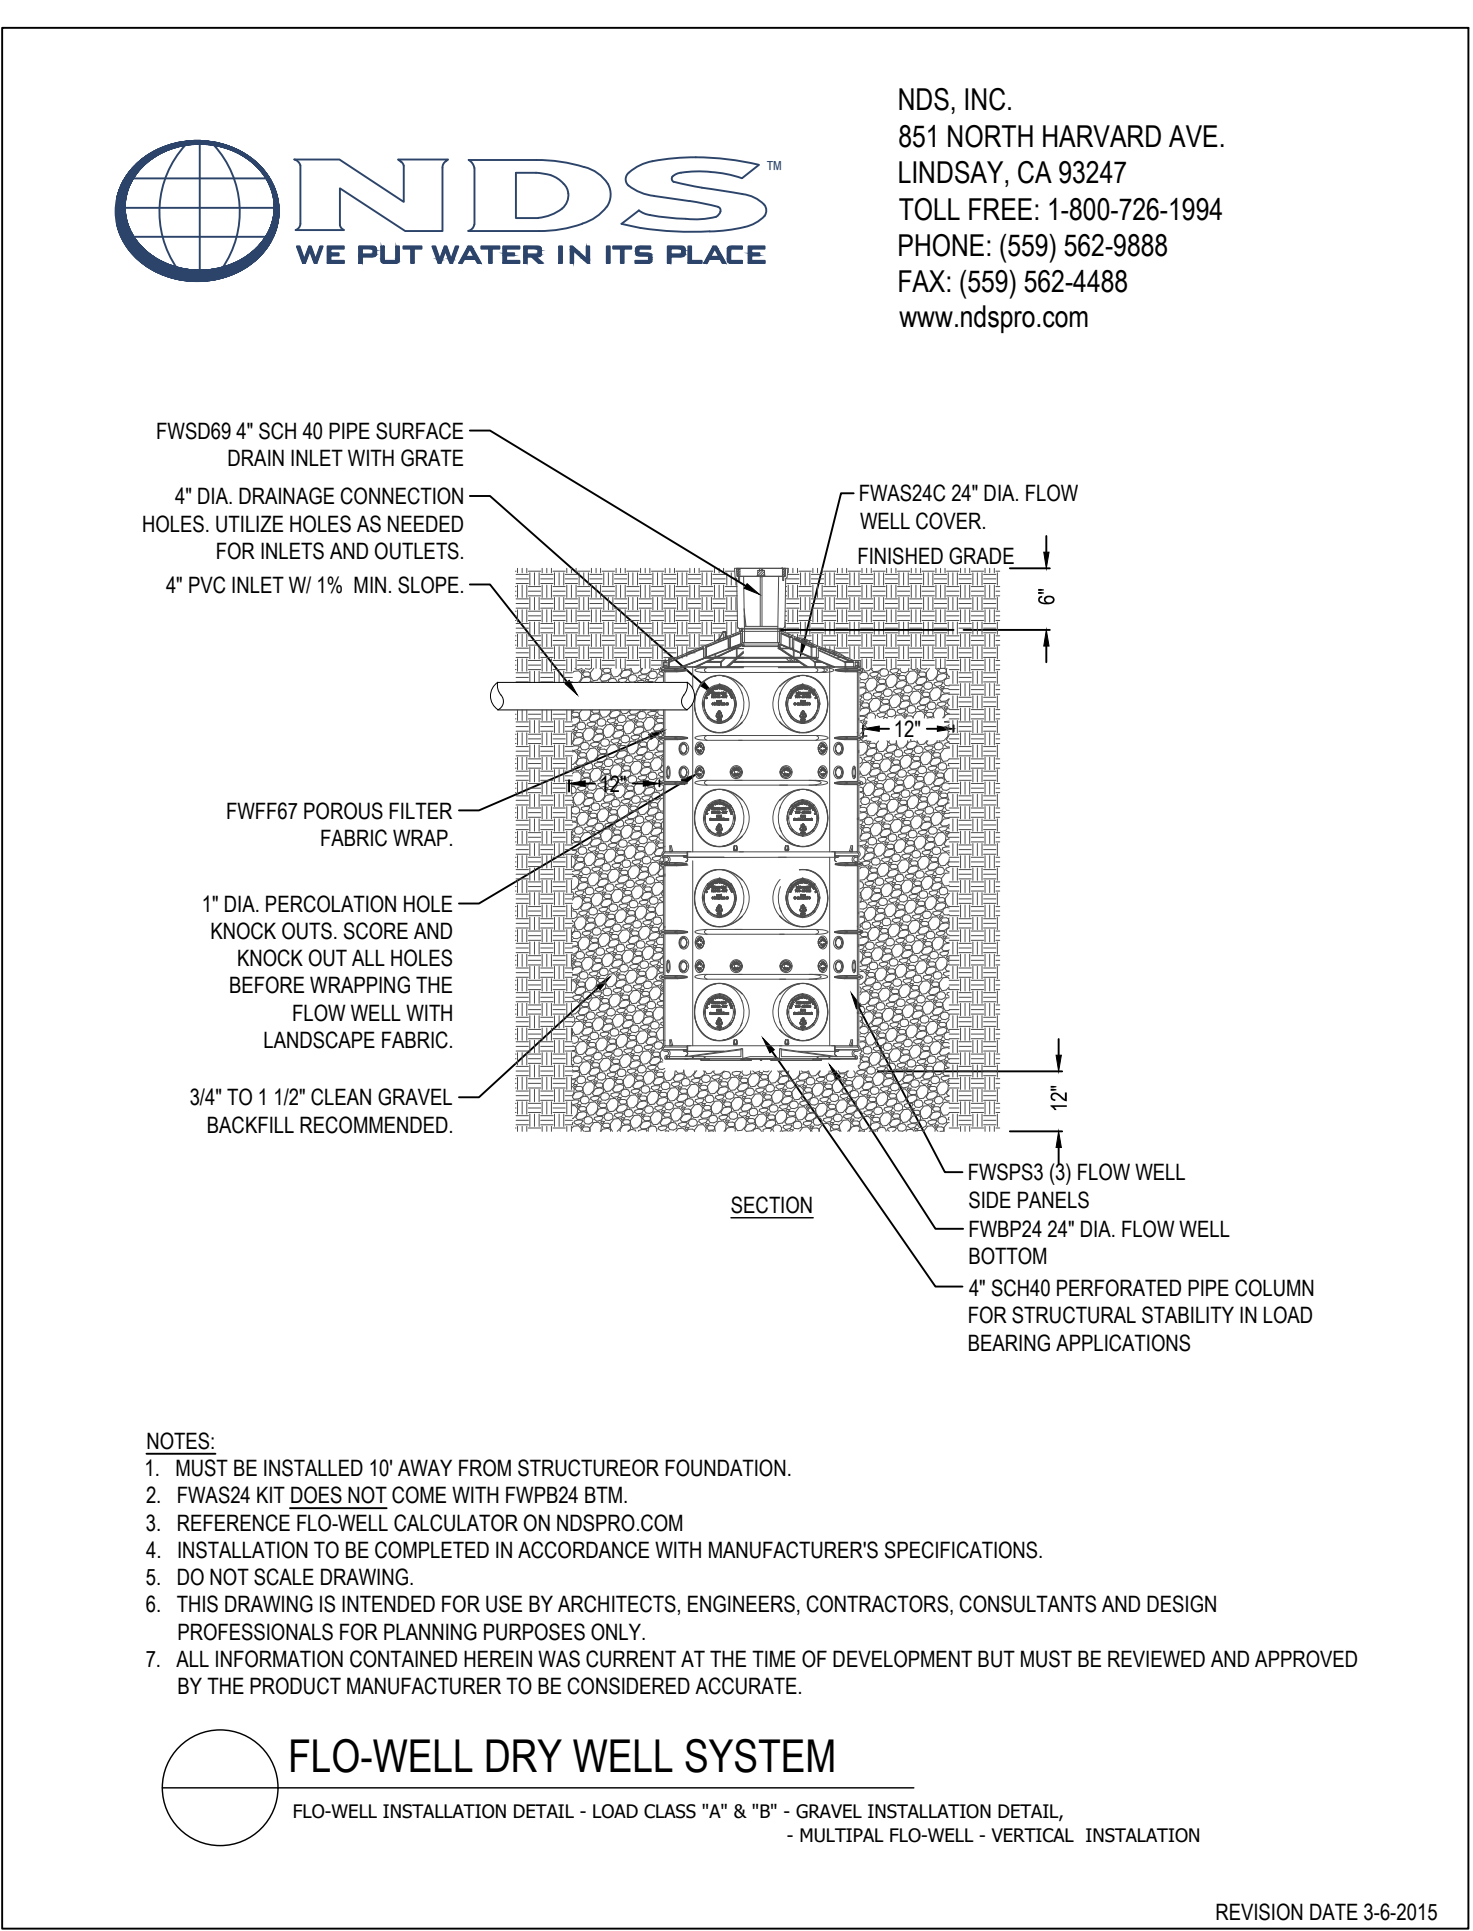 NDS™
WE PUT WATER IN ITS PLACE
NDS, INC.
851 NORTH HARVARD AVE.
LINDSAY, CA 93247
TOLL FREE: 1-800-726-1994
PHONE: (559) 562-9888
FAX: (559) 562-4488
www.ndspro.com
FWSD69 4" SCH 40 PIPE SURFACE
DRAIN INLET WITH GRATE
4" DIA. DRAINAGE CONNECTION
HOLES. UTILIZE HOLES AS NEEDED
FOR INLETS AND OUTLETS.
4" PVC INLET W/ 1% MIN. SLOPE.
FWAS24C 24" DIA. FLOW
WELL COVER.
FINISHED GRADE
6"
12"
12"
FWFF67 POROUS FILTER
FABRIC WRAP.
1" DIA. PERCOLATION HOLE
KNOCK OUTS. SCORE AND
KNOCK OUT ALL HOLES
BEFORE WRAPPING THE
FLOW WELL WITH
LANDSCAPE FABRIC.
3/4" TO 1 1/2" CLEAN GRAVEL
BACKFILL RECOMMENDED.
12"
FWSPS3 (3) FLOW WELL
SIDE PANELS
FWBP24 24" DIA. FLOW WELL
BOTTOM
4" SCH40 PERFORATED PIPE COLUMN
FOR STRUCTURAL STABILITY IN LOAD
BEARING APPLICATIONS
SECTION
NOTES:
1. MUST BE INSTALLED 10' AWAY FROM STRUCTUREOR FOUNDATION.
2. FWAS24 KIT DOES NOT COME WITH FWPB24 BTM.
3. REFERENCE FLO-WELL CALCULATOR ON NDSPRO.COM
4. INSTALLATION TO BE COMPLETED IN ACCORDANCE WITH MANUFACTURER'S SPECIFICATIONS.
5. DO NOT SCALE DRAWING.
6. THIS DRAWING IS INTENDED FOR USE BY ARCHITECTS, ENGINEERS, CONTRACTORS, CONSULTANTS AND DESIGN
PROFESSIONALS FOR PLANNING PURPOSES ONLY.
7. ALL INFORMATION CONTAINED HEREIN WAS CURRENT AT THE TIME OF DEVELOPMENT BUT MUST BE REVIEWED AND APPROVED
BY THE PRODUCT MANUFACTURER TO BE CONSIDERED ACCURATE.
FLO-WELL DRY WELL SYSTEM
FLO-WELL INSTALLATION DETAIL - LOAD CLASS "A" & "B" - GRAVEL INSTALLATION DETAIL,
- MULTIPAL FLO-WELL - VERTICAL INSTALATION
REVISION DATE 3-6-2015